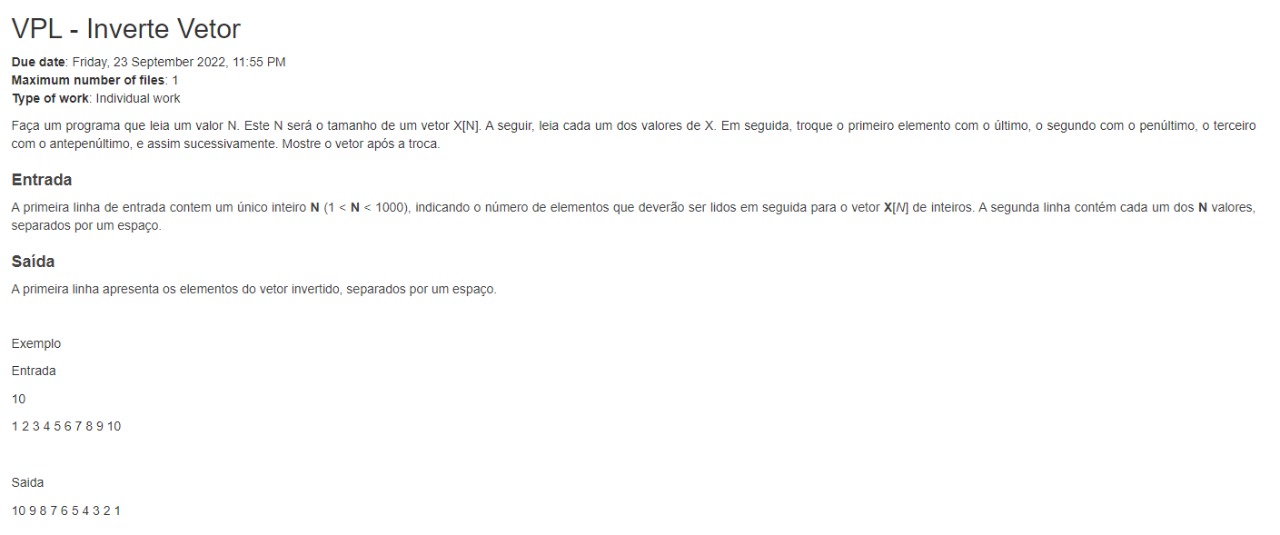 VPL - Inverte Vetor
Due date: Friday, 23 September 2022, 11:55 PM
Maximum number of files: 1
Type of work: Individual work
Faça um programa que leia um valor N. Este N será o tamanho de um vetor X[N]. A seguir, leia cada um dos valores de X. Em seguida, troque o primeiro elemento com o último, o segundo com o penúltimo, o terceiro
com o antepenúltimo, e assim sucessivamente. Mostre o vetor após a troca.
Entrada
A primeira linha de entrada contem um único inteiro N (1 < N < 1000), indicando o número de elementos que deverão ser lidos em seguida para o vetor X[N] de inteiros. A segunda linha contém cada um dos N valores,
separados por um espaço.
Saída
A primeira linha apresenta os elementos do vetor invertido, separados por um espaço.
Exemplo
Entrada
10
1 2 3 4 5 6 7 8 9 10
Saida
10 9 8 7 6 5 4 3 2 1